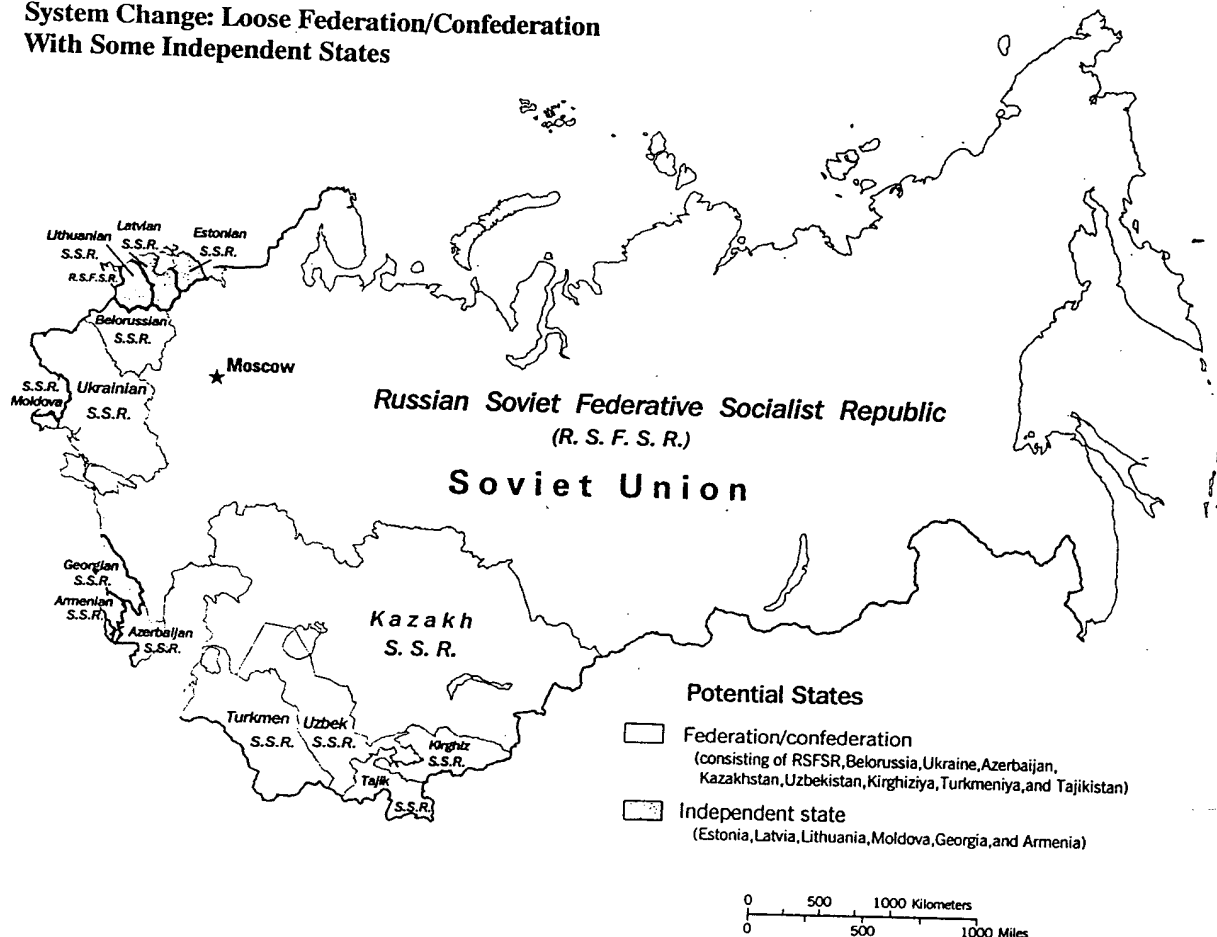 System Change: Loose Federation/Confederation
With Some Independent States
Lithuanian
S.S.R.
Latvian
S.S.R.
Estonian
S.S.R.
R.S.F.S.R.
Belorussian
S.S.R.
Moscow
S.S.R.
Moldova
Ukrainian
S.S.R.
Russian Soviet Federative Socialist Republic
(R. S. F. S. R.)
Soviet Union
Georgian
S.S.R.
Armenian
S.S.R.
Azerbaijan
S.S.R.
Kazakh
S. S. R.
Turkmen
S.S.R.
Uzbek
S.S.R.
Kirghiz
S.S.R.
Tajik
S.S.R.
Potential States
Federation/confederation
(consisting of RSFSR,Belorussia,Ukraine,Azerbaijan,
Kazakhstan,Uzbekistan,Kirghiziya,Turkmeniya,and Tajikistan)
Independent state
(Estonia,Latvia,Lithuania,Moldova,Georgia,and Armenia)
0 500 1000 Kilometers
0 500 1000 Miles